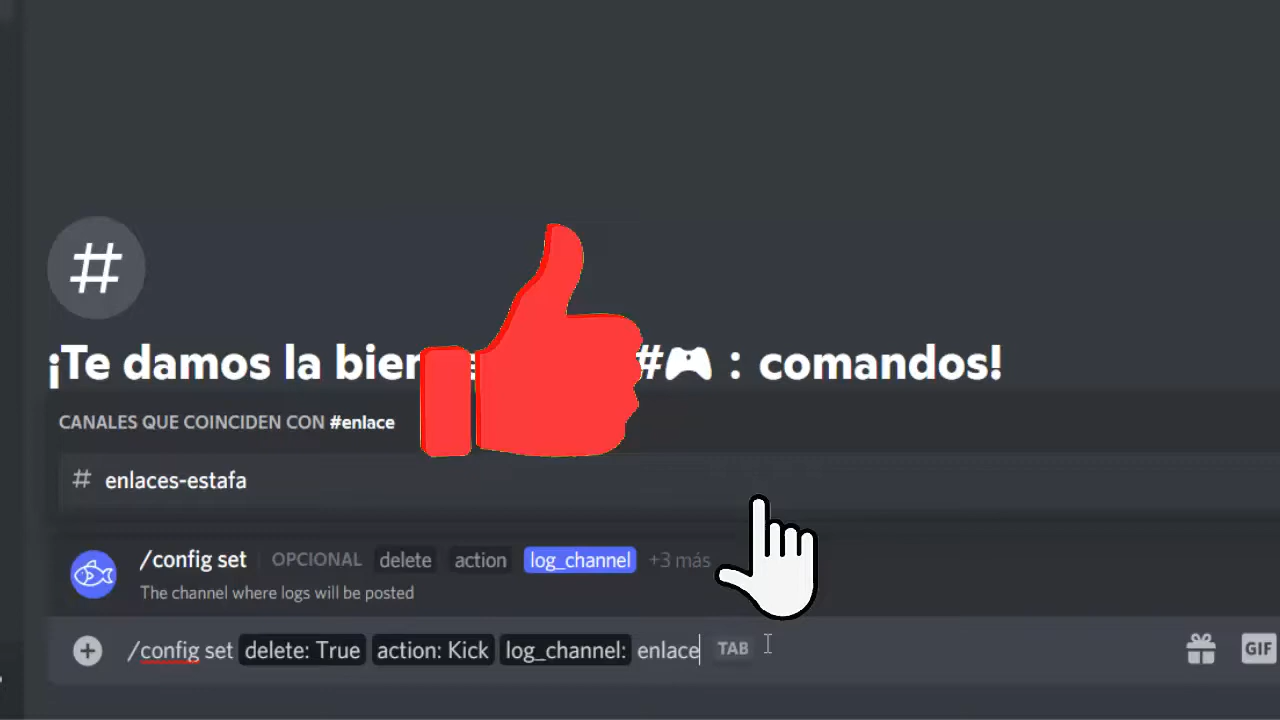 #
¡Te damos la #🎮 : comandos!
CANALES QUE COINCIDEN CON #enlace
# enlaces-estafa
/config set OPCIONAL delete action log_channel +3 más
The channel where logs will be posted
/config set delete: True action: Kick log_channel: enlace TAB GIF